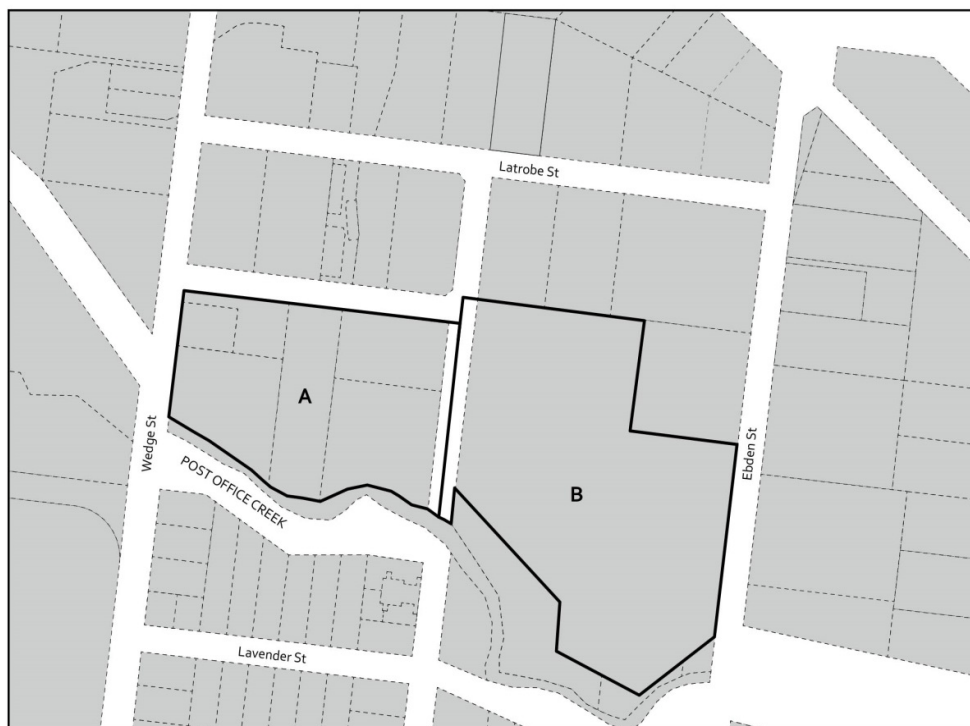 Latrobe St
A
Wedge St
Ebden St
POST OFFICE CREEK
B
Lavender St